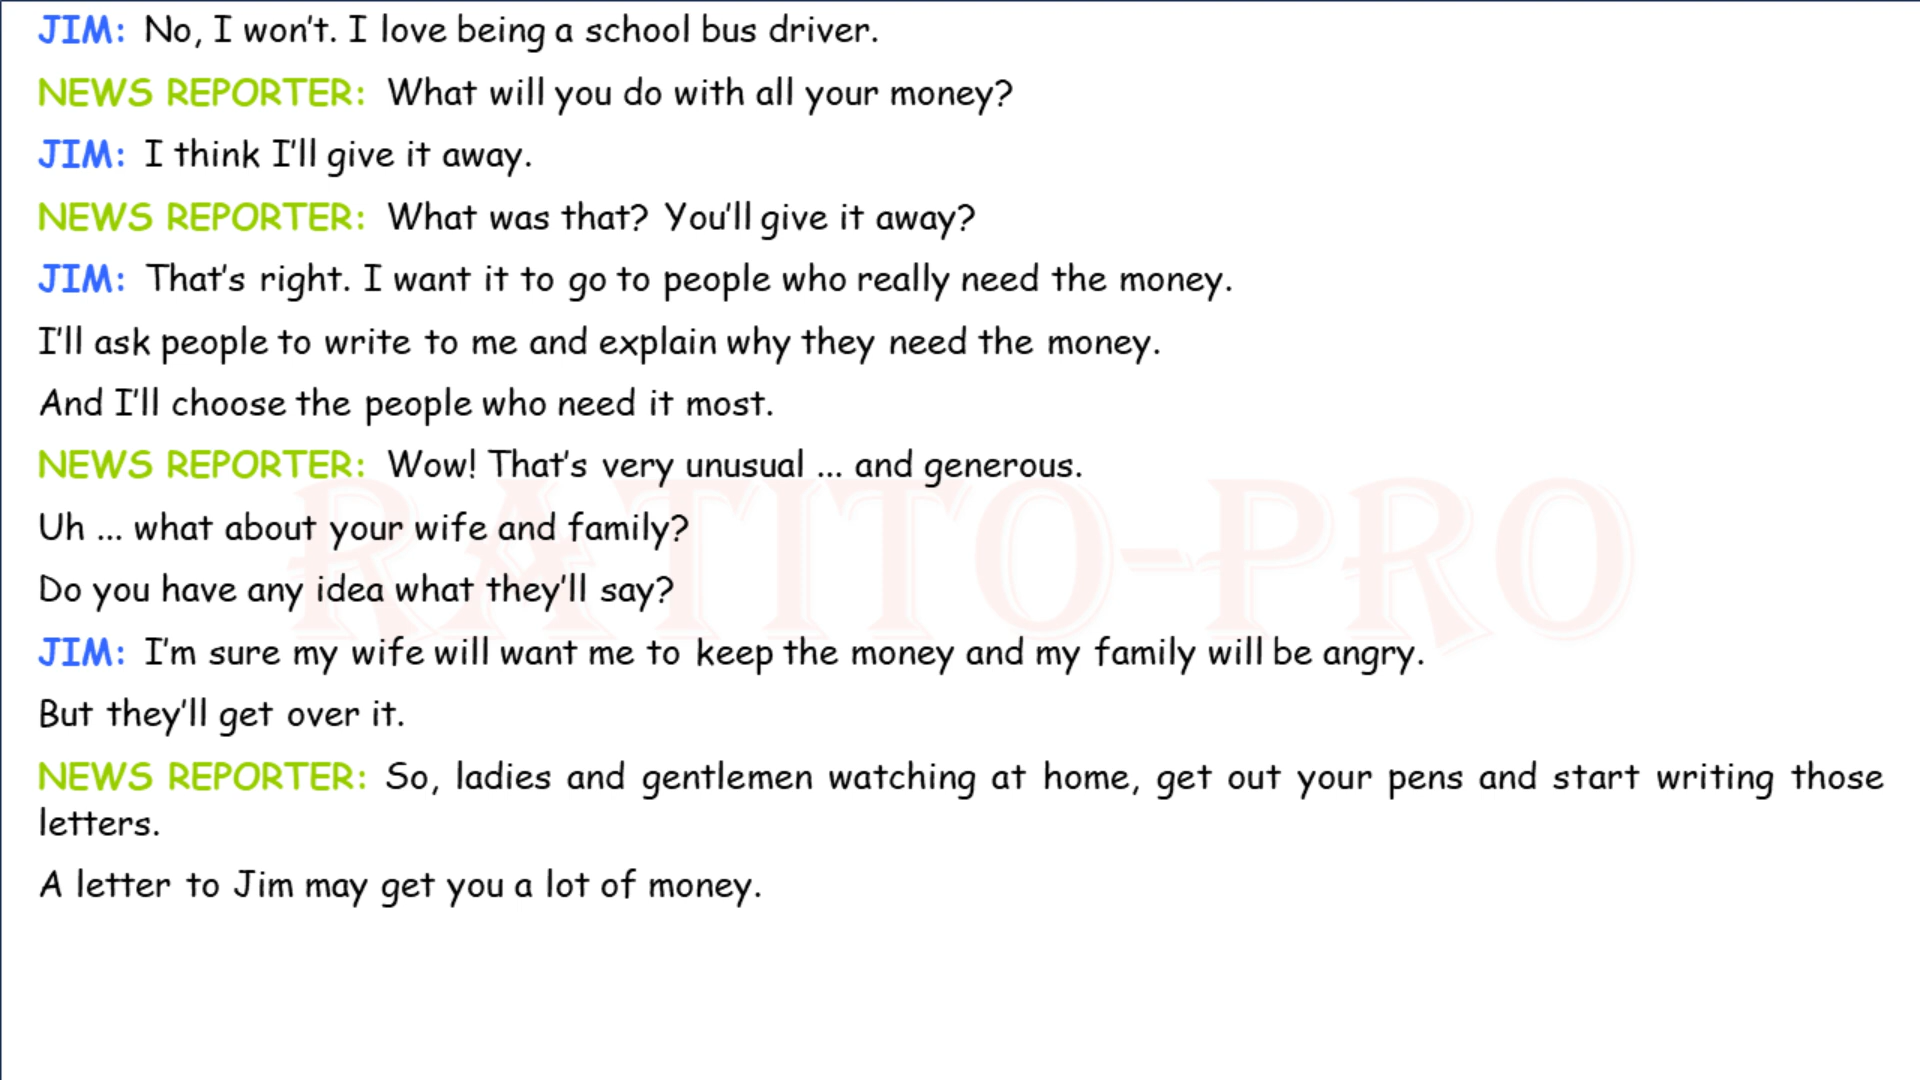 JIM: No, I won't. I love being a school bus driver.
NEWS REPORTER: What will you do with all your money?
JIM: I think I'll give it away.
NEWS REPORTER: What was that? You'll give it away?
JIM: That's right. I want it to go to people who really need the money.
I'll ask people to write to me and explain why they need the money.
And I'll choose the people who need it most.
NEWS REPORTER: Wow! That's very unusual ... and generous.
RATITO-PRO
Uh ... what about your wife and family?
Do you have any idea what they'll say?
JIM: I'm sure my wife will want me to keep the money and my family will be angry.
But they'll get over it.
NEWS REPORTER: So, ladies and gentlemen watching at home, get out your pens and start writing those
letters.
A letter to Jim may get you a lot of money.